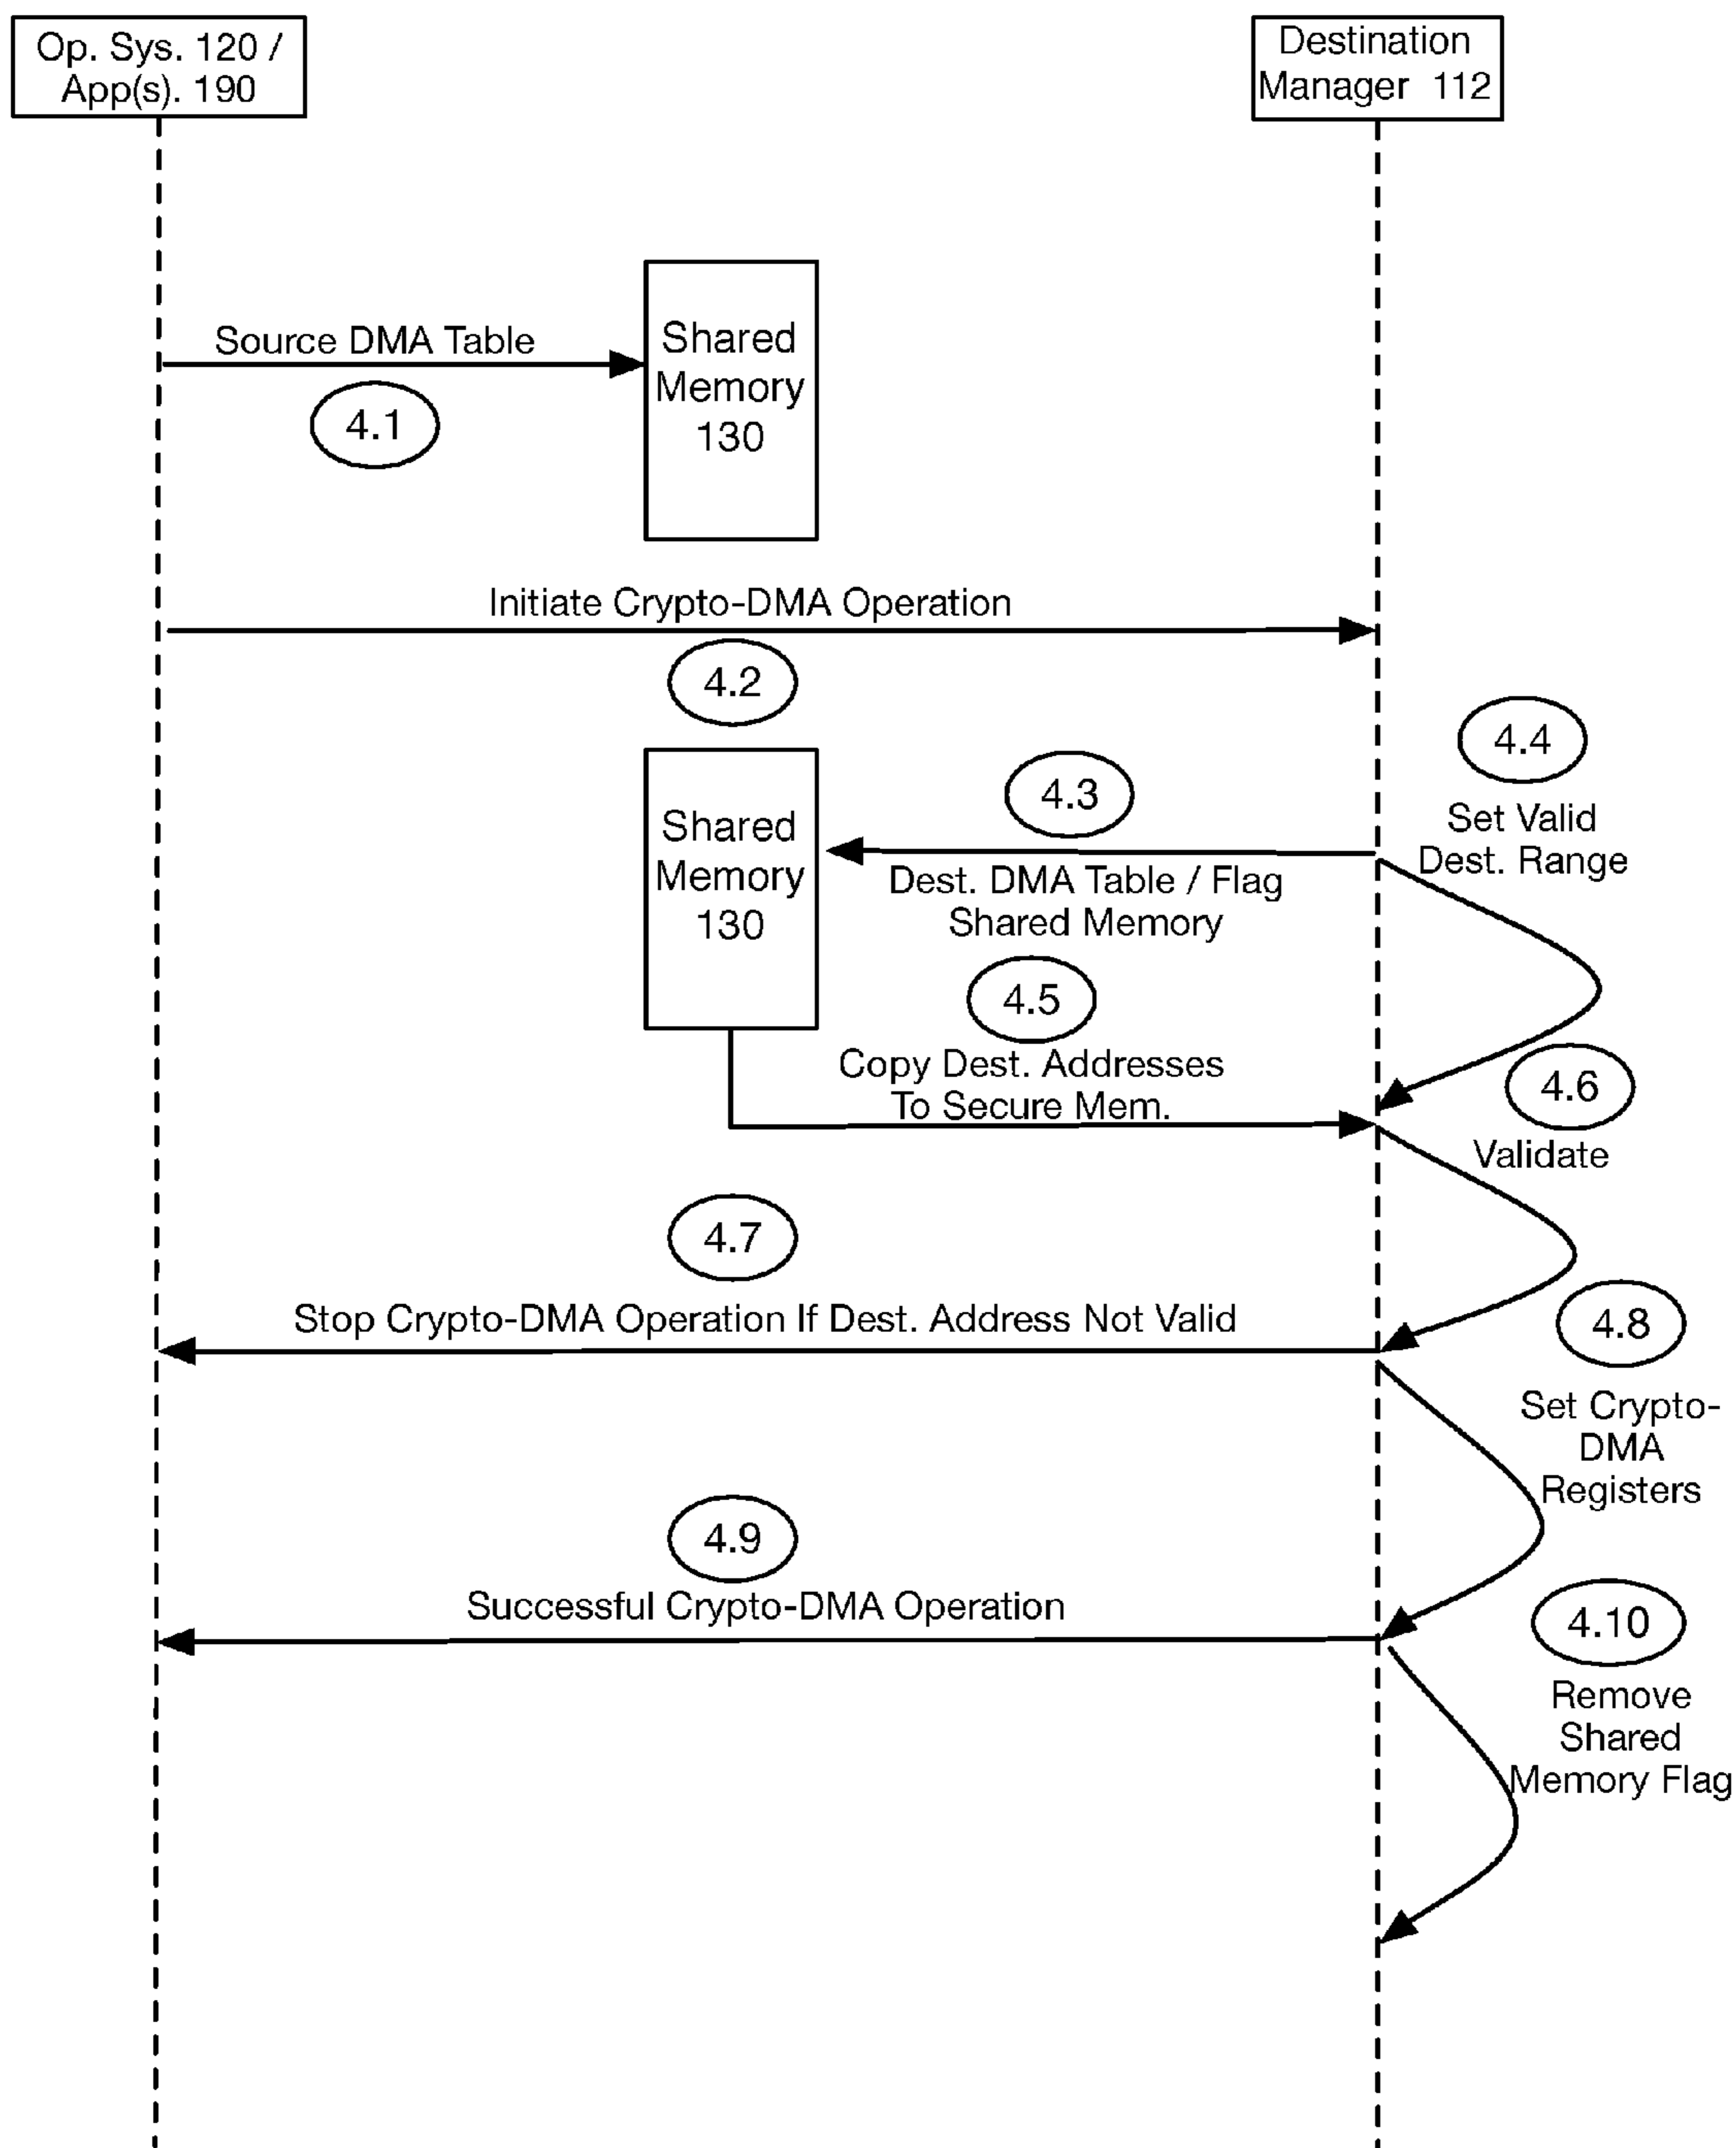 Op. Sys. 120 /
App(s). 190
Destination
Manager 112
Source DMA Table
4.1
Shared
Memory
130
Initiate Crypto-DMA Operation
4.2
4.4
Set Valid
Dest. Range
4.3
Shared
Memory
130
Dest. DMA Table / Flag
Shared Memory
4.5
Copy Dest. Addresses
To Secure Mem.
4.6
Validate
4.7
Stop Crypto-DMA Operation If Dest. Address Not Valid
4.8
Set Crypto-
DMA
Registers
4.9
Successful Crypto-DMA Operation
4.10
Remove
Shared
Memory Flag